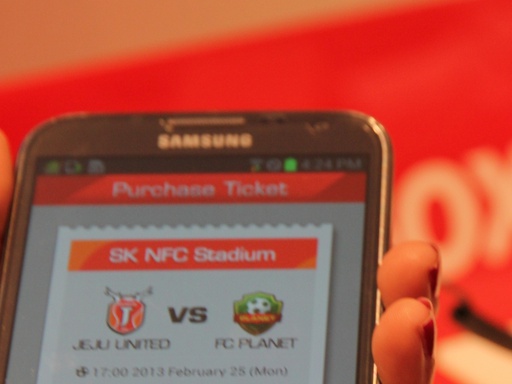 SAMSUNG
4:24 PM
Purchase Ticket
SK NFC Stadium
VS
JEJU UNITED FC PLANET
17:00 2013 February 25 (Mon)